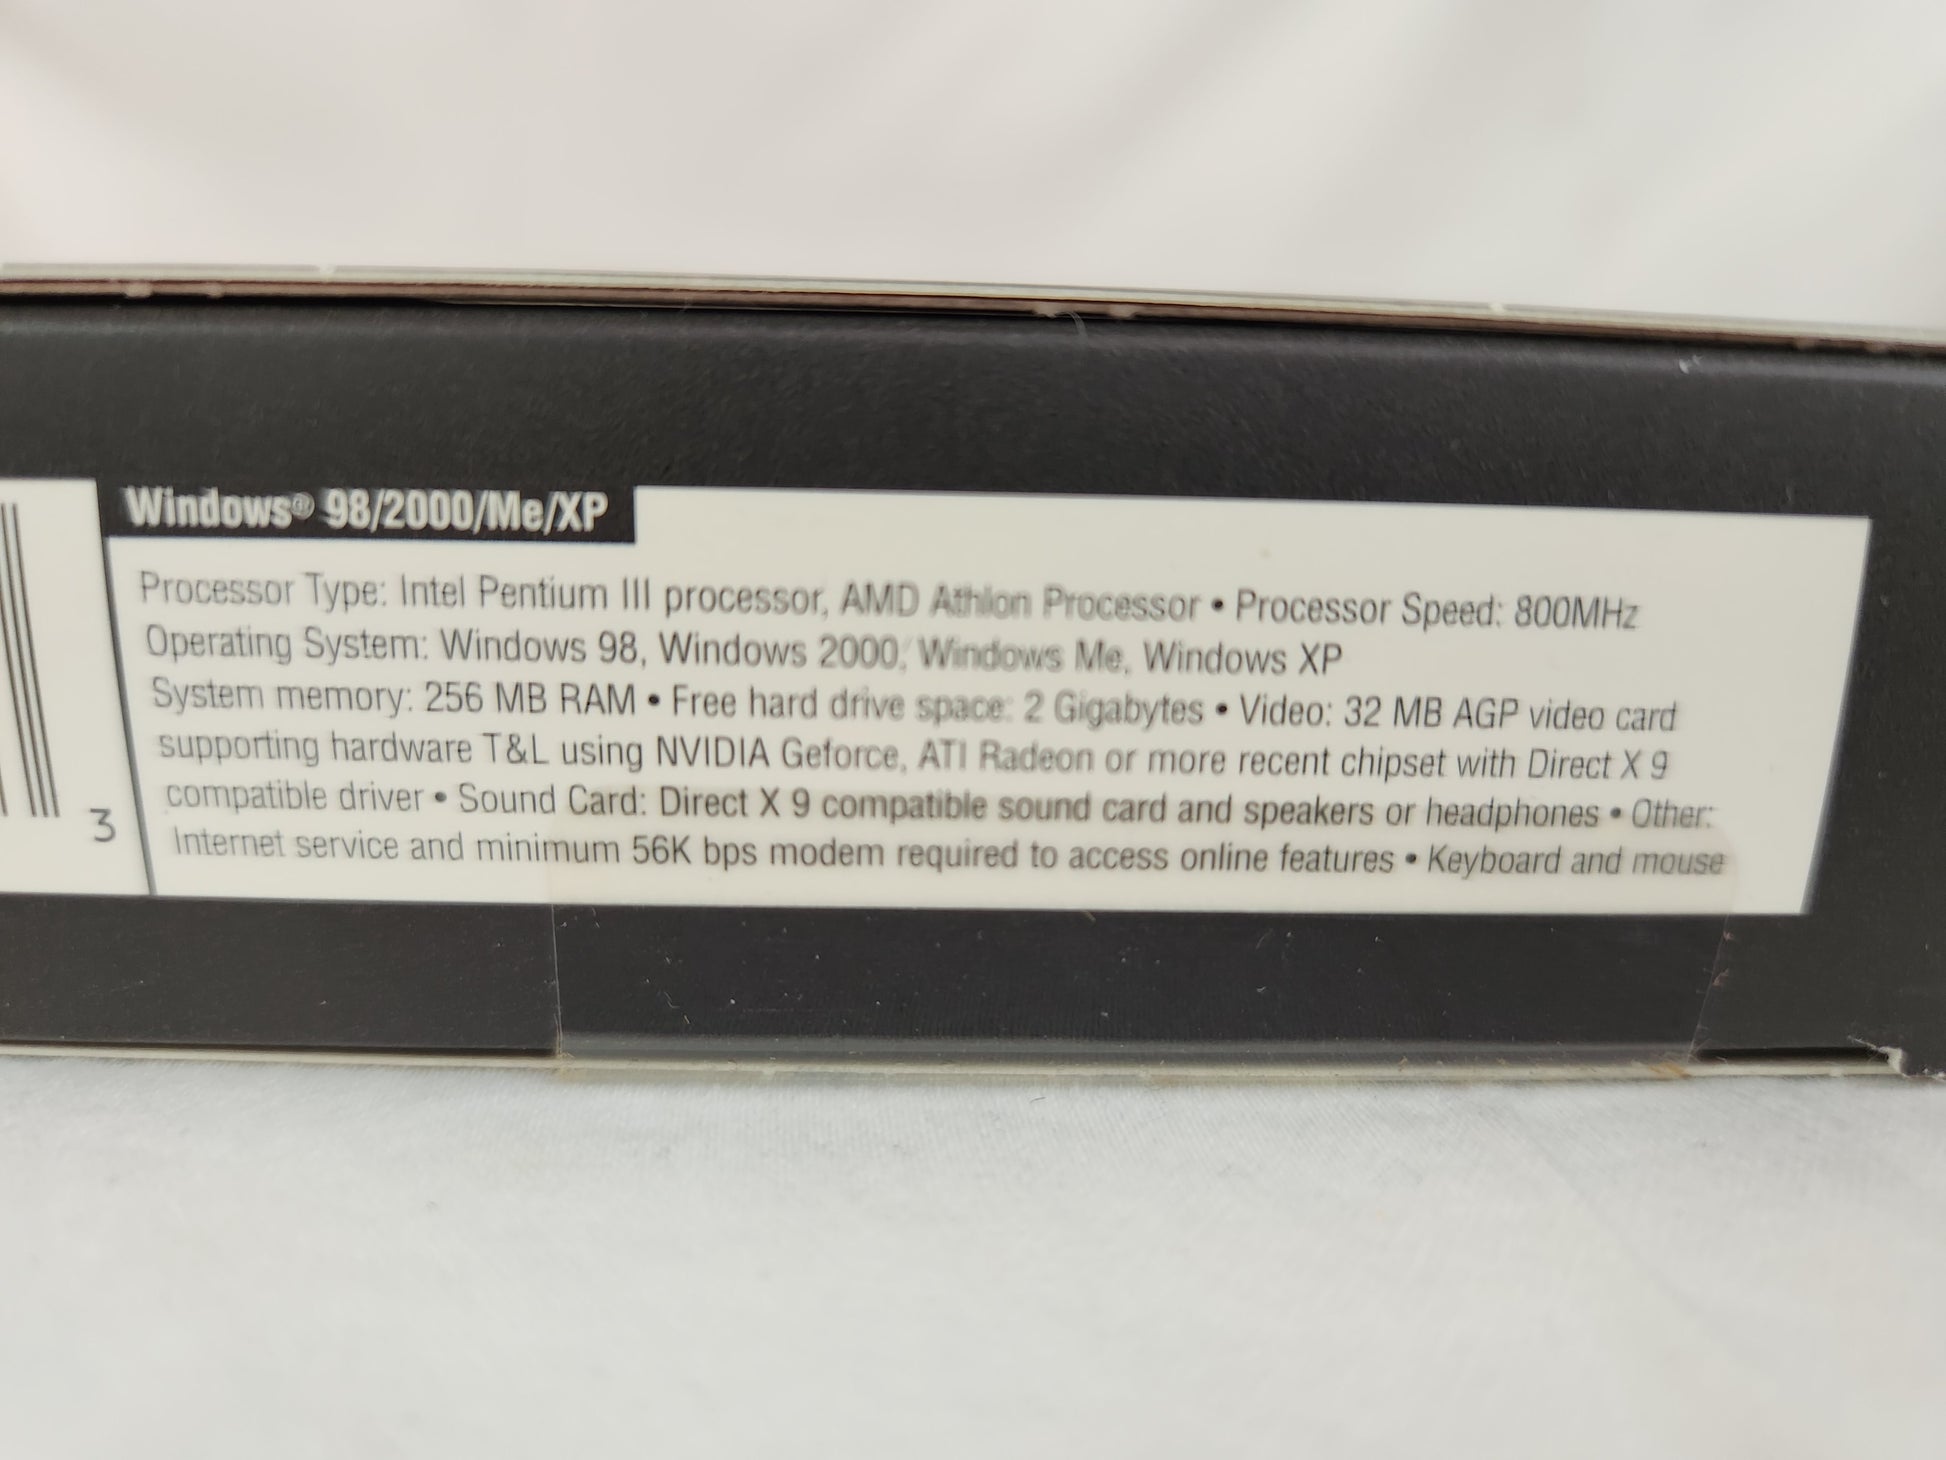 Windows® 98/2000/Me/XP
Processor Type: Intel Pentium III processor, AMD Athlon Processor • Processor Speed: 800MHz
Operating System: Windows 98, Windows 2000, Windows Me, Windows XP
System memory: 256 MB RAM • Free hard drive space: 2 Gigabytes • Video: 32 MB AGP video card
supporting hardware T&L using NVIDIA Geforce, ATI Radeon or more recent chipset with Direct X 9
compatible driver • Sound Card: Direct X 9 compatible sound card and speakers or headphones • Other:
Internet service and minimum 56K bps modem required to access online features • Keyboard and mouse
3